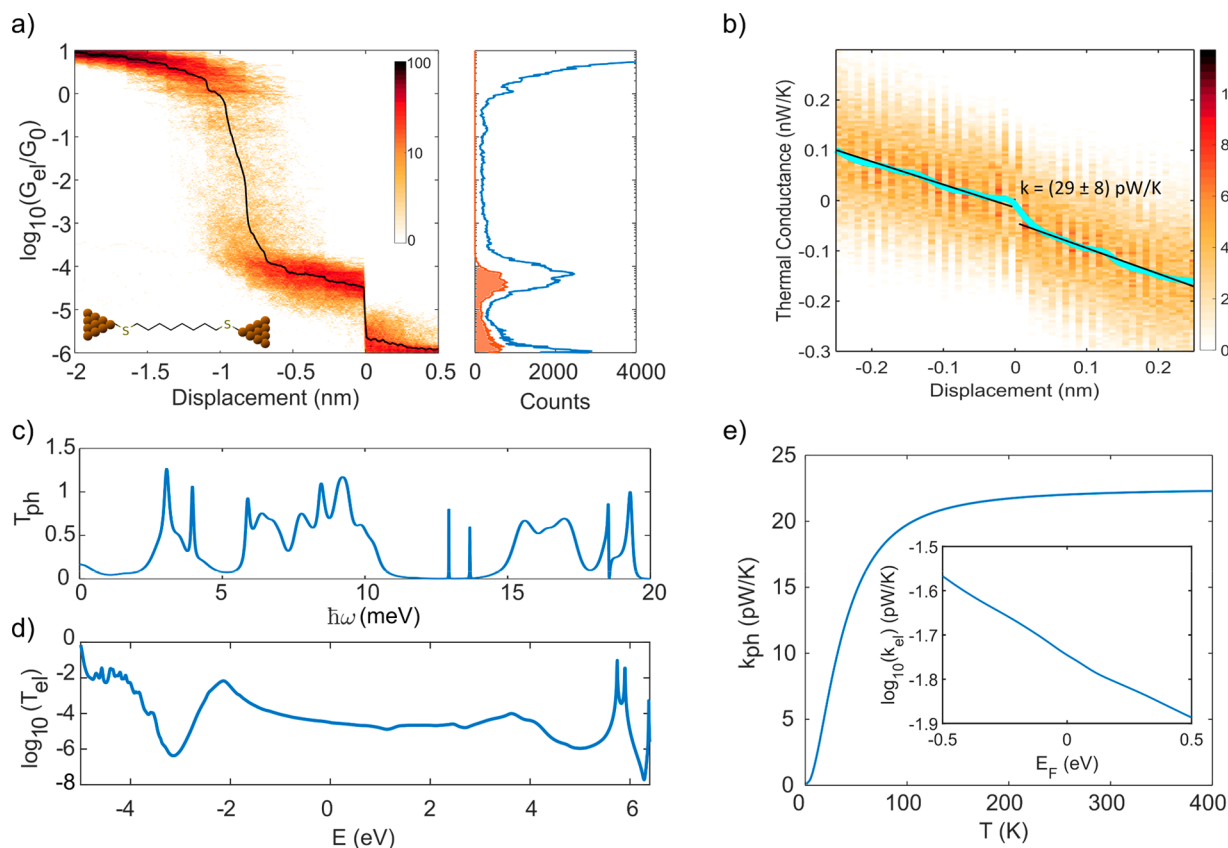 a)
log10(Gel/G0)
1
0
-1
-2
-3
-4
-5
-6
100
10
0
S
S
-2 -1.5 -1 -0.5 0 0.5
Displacement (nm)
0 2000 4000
Counts
b)
Thermal Conductance (nW/K)
0.2
0.1
0
-0.1
-0.2
-0.3
k = (29 ± 8) pW/K
-0.2 -0.1 0 0.1 0.2
Displacement (nm)
8
6
4
2
0
c)
Tph
1.5
1
0.5
0
0 5 10 15 20
ħω (meV)
d)
log10 (Tel)
0
-2
-4
-6
-8
-4 -2 0 2 4 6
E (eV)
e)
kph (pW/K)
25
20
15
10
5
0
0 100 200 300 400
T (K)
log10(kel) (pW/K)
-1.5
-1.6
-1.7
-1.8
-1.9
-0.5 0 0.5
EF (eV)